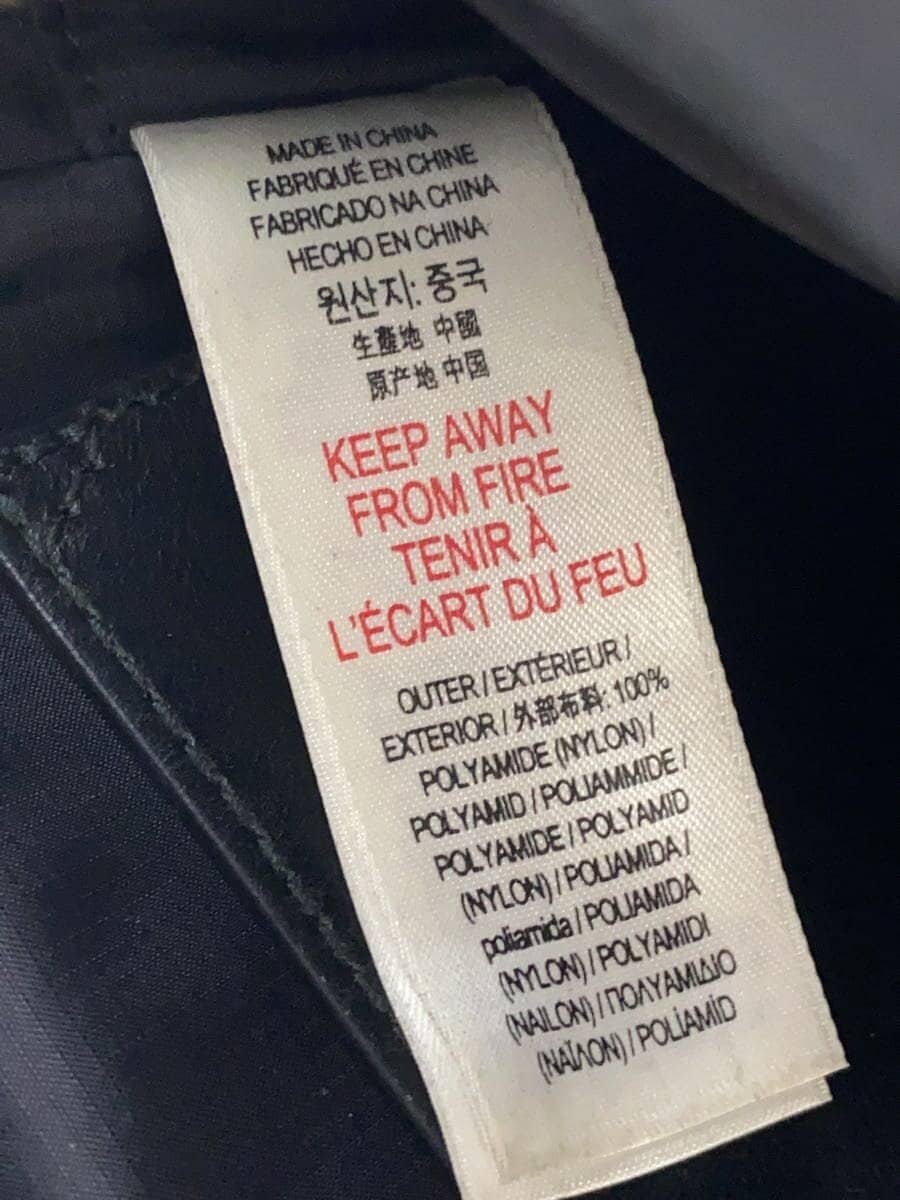 MADE IN CHINA
FABRIQUÉ EN CHINE
FABRICADO NA CHINA
HECHO EN CHINA
원산지: 중국
生產地 中國
原产地 中国
KEEP AWAY
FROM FIRE
TENIR À
L'ÉCART DU FEU
OUTER / EXTÉRIEUR /
EXTERIOR / 外部布料: 100%
POLYAMIDE (NYLON) /
POLYAMID / POLIAMMIDE /
POLYAMIDE / POLYAMID
(NYLON) / POLIAMIDA /
poliamida / POLIAMIDA
(NYLON) / POLYAMIDI
(NAILON) / ΠΟΛΥΑΜΙΔΙΟ
(ΝΑΪΛΟΝ) / POLİAMİD